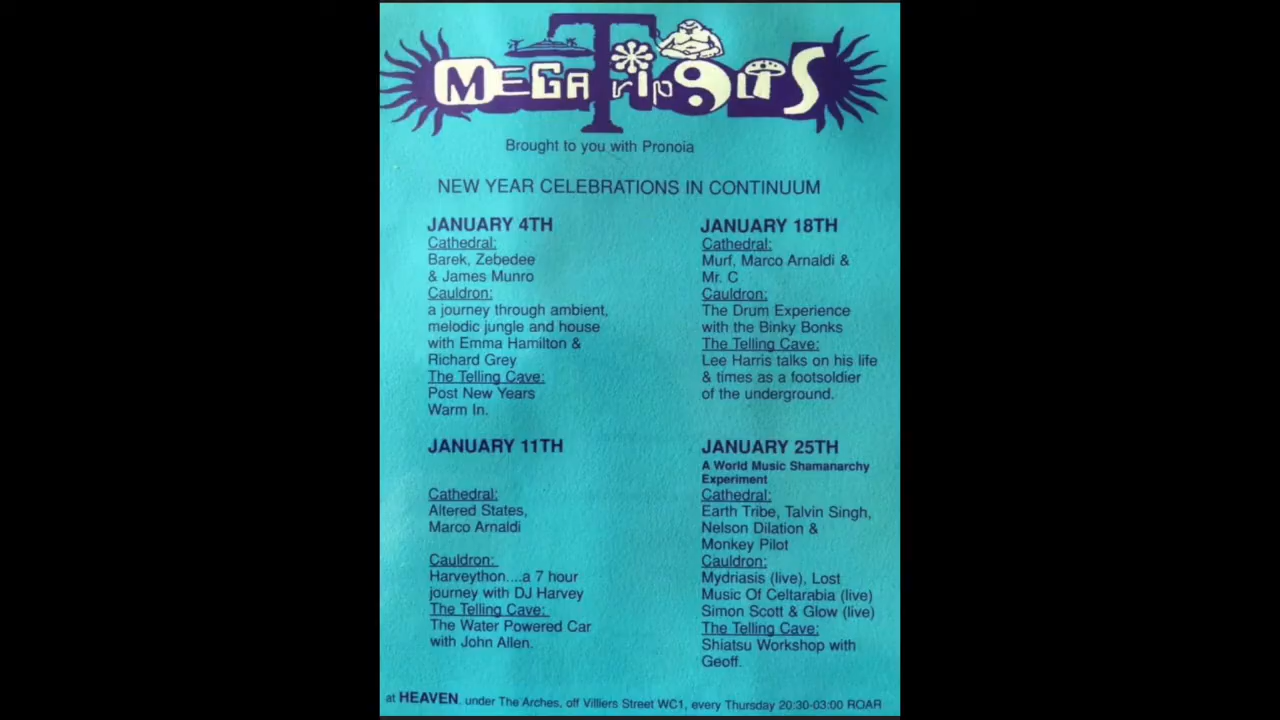 MEGATripolis
Brought to you with Pronoia
NEW YEAR CELEBRATIONS IN CONTINUUM
JANUARY 4TH
Cathedral:
Barek, Zebedee
& James Munro
Cauldron:
a journey through ambient,
melodic jungle and house
with Emma Hamilton &
Richard Grey
The Telling Cave:
Post New Years
Warm In.
JANUARY 11TH
Cathedral:
Altered States,
Marco Arnaldi
Cauldron:
Harveython....a 7 hour
journey with DJ Harvey
The Telling Cave:
The Water Powered Car
with John Allen.
JANUARY 18TH
Cathedral:
Murf, Marco Arnaldi &
Mr. C
Cauldron:
The Drum Experience
with the Binky Bonks
The Telling Cave:
Lee Harris talks on his life
& times as a footsoldier
of the underground.
JANUARY 25TH
A World Music Shamanarchy
Experiment
Cathedral:
Earth Tribe, Talvin Singh,
Nelson Dilation &
Monkey Pilot
Cauldron:
Mydriasis (live), Lost
Music Of Celtarabia (live)
Simon Scott & Glow (live)
The Telling Cave:
Shiatsu Workshop with
Geoff.
at HEAVEN, under The Arches, off Villiers Street WC1, every Thursday 20:30-03:00 ROAR